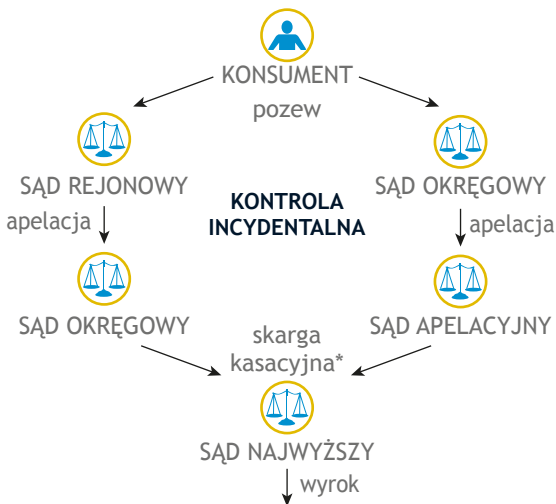 KONSUMENT
pozew
SĄD REJONOWY
SĄD OKRĘGOWY
KONTROLA
INCYDENTALNA
apelacja
apelacja
SĄD OKRĘGOWY
SĄD APELACYJNY
skarga
kasacyjna*
SĄD NAJWYŻSZY
wyrok